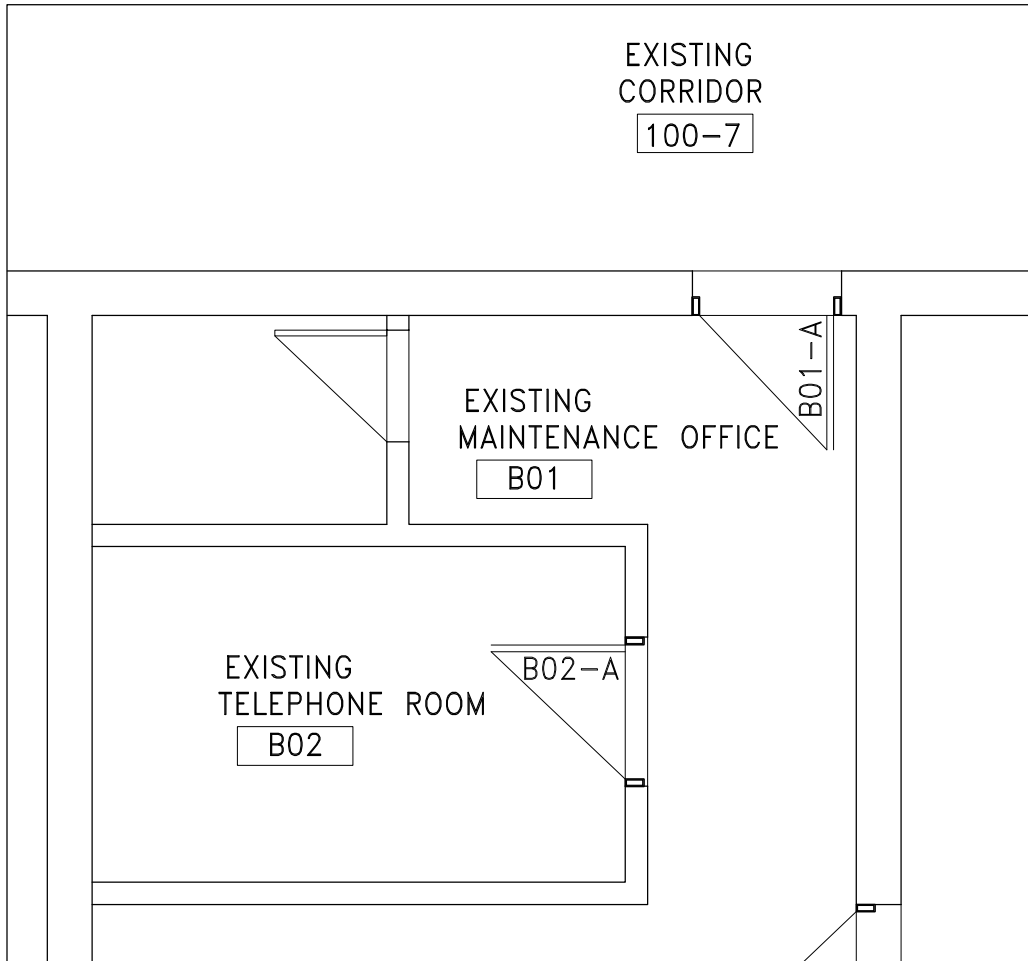 EXISTING
CORRIDOR
100-7
B01-A
EXISTING
MAINTENANCE OFFICE
B01
EXISTING
TELEPHONE ROOM
B02
B02-A